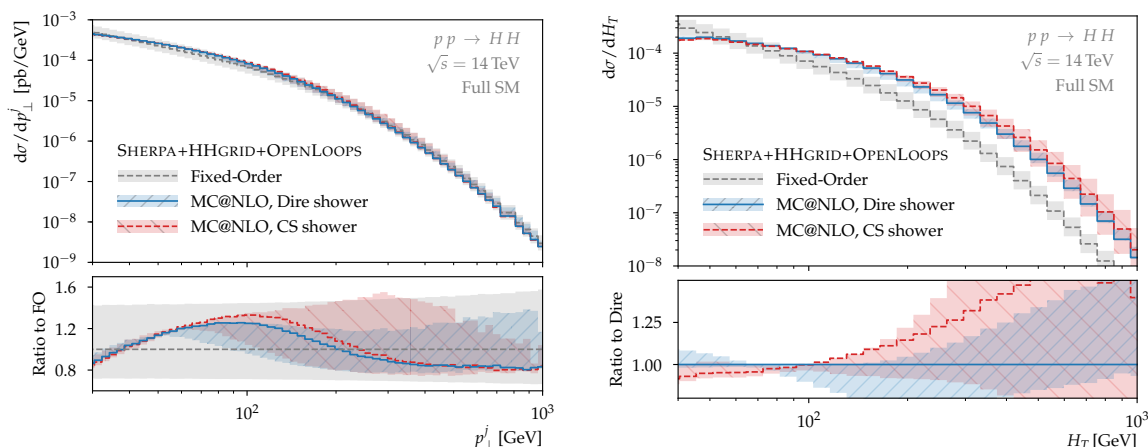 10⁻³
10⁻⁴
10⁻⁵
10⁻⁶
10⁻⁷
10⁻⁸
10⁻⁹
dσ/dp⊥ʲ [pb/GeV]
p p → H H
√s = 14 TeV
Full SM
SHERPA+HHGRID+OPENLOOPS
Fixed-Order
MC@NLO, Dire shower
MC@NLO, CS shower
1.6
1.2
0.8
Ratio to FO
10²
10³
p⊥ʲ [GeV]
10⁻⁴
10⁻⁵
10⁻⁶
10⁻⁷
10⁻⁸
dσ/dH_T
p p → H H
√s = 14 TeV
Full SM
SHERPA+HHGRID+OPENLOOPS
Fixed-Order
MC@NLO, Dire shower
MC@NLO, CS shower
1.25
1.00
Ratio to Dire
10²
10³
H_T [GeV]